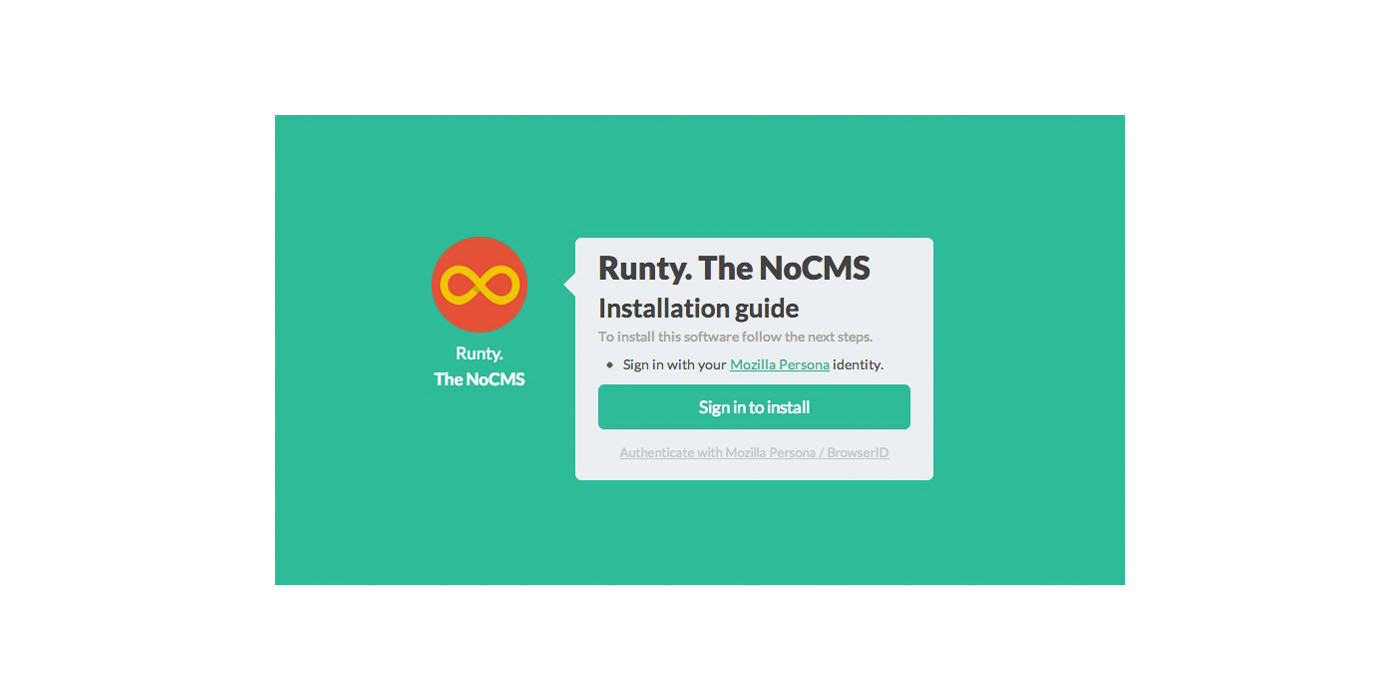 Runty.
The NoCMS
Runty. The NoCMS
Installation guide
To install this software follow the next steps.
• Sign in with your Mozilla Persona identity.
Sign in to install
Authenticate with Mozilla Persona / BrowserID